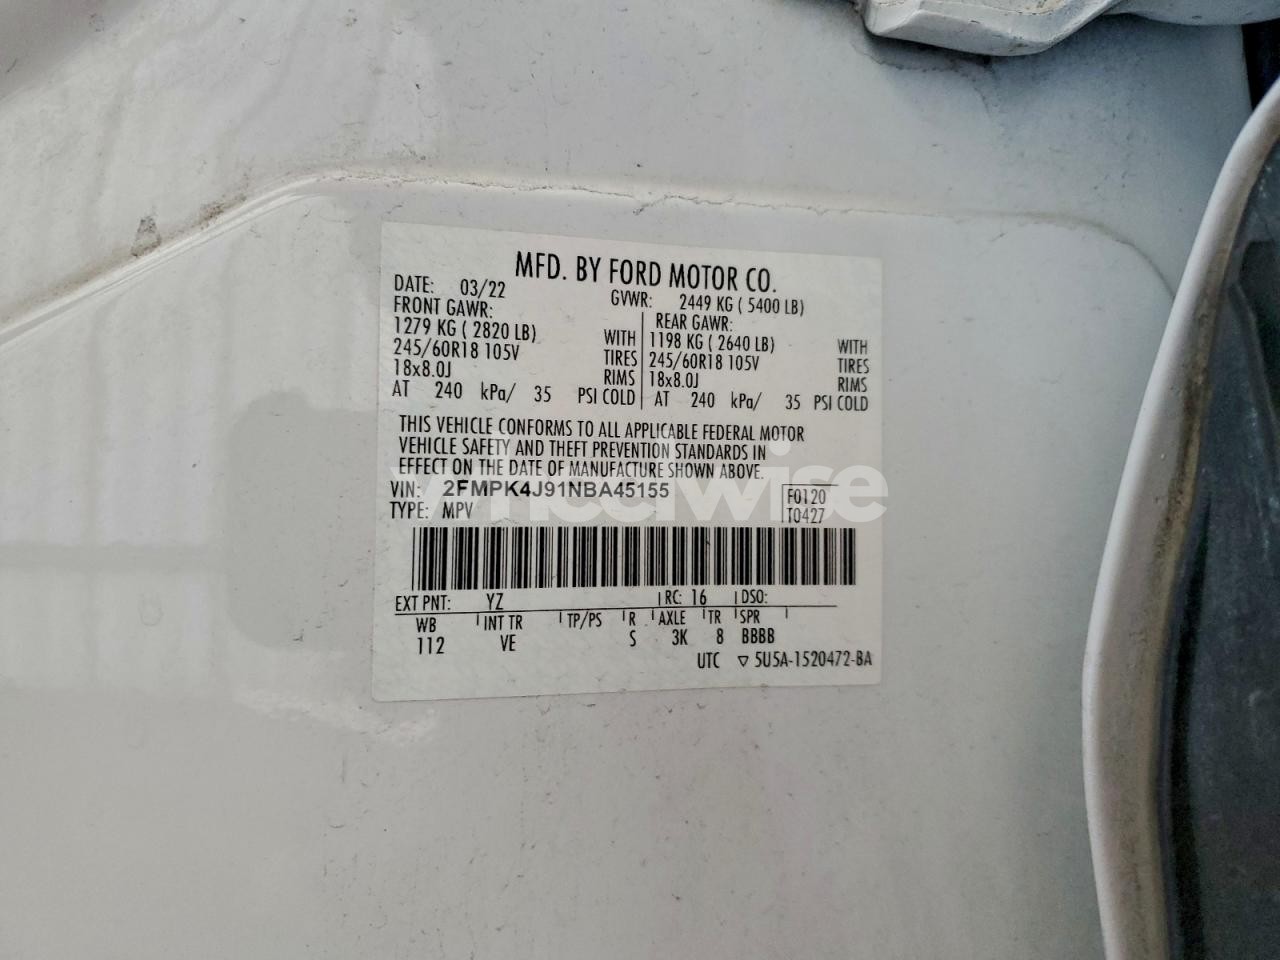 MFD. BY FORD MOTOR CO.
DATE: 03/22 GVWR: 2449 KG ( 5400 LB)
FRONT GAWR: REAR GAWR:
1279 KG ( 2820 LB) WITH 1198 KG ( 2640 LB) WITH
245/60R18 105V TIRES 245/60R18 105V TIRES
18x8.0J RIMS 18x8.0J RIMS
AT 240 kPa/ 35 PSI COLD AT 240 kPa/ 35 PSI COLD
THIS VEHICLE CONFORMS TO ALL APPLICABLE FEDERAL MOTOR
VEHICLE SAFETY AND THEFT PREVENTION STANDARDS IN
EFFECT ON THE DATE OF MANUFACTURE SHOWN ABOVE.
VIN: 2FMPK4J91NBA45155 F0120
TYPE: MPV T0427
wheelwise
EXT PNT: YZ RC: 16 DSO:
WB INT TR TP/PS R AXLE TR SPR
112 VE S 3K 8 BBBB
UTC ▽ 5U5A-1520472-BA